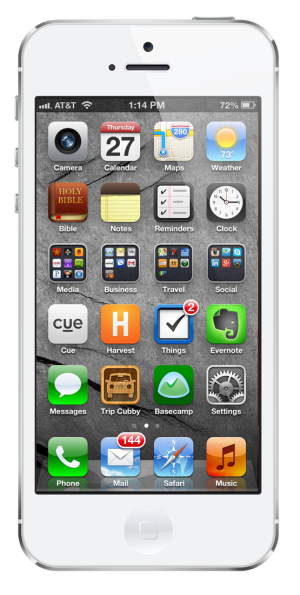 AT&T 1:14 PM 72%
Thursday
27
280
73°
Camera Calendar Maps Weather
HOLY
BIBLE
Bible Notes Reminders Clock
Media Business Travel Social
cue H 2
Cue Harvest Things Evernote
Messages Trip Cubby Basecamp Settings
144
Phone Mail Safari Music